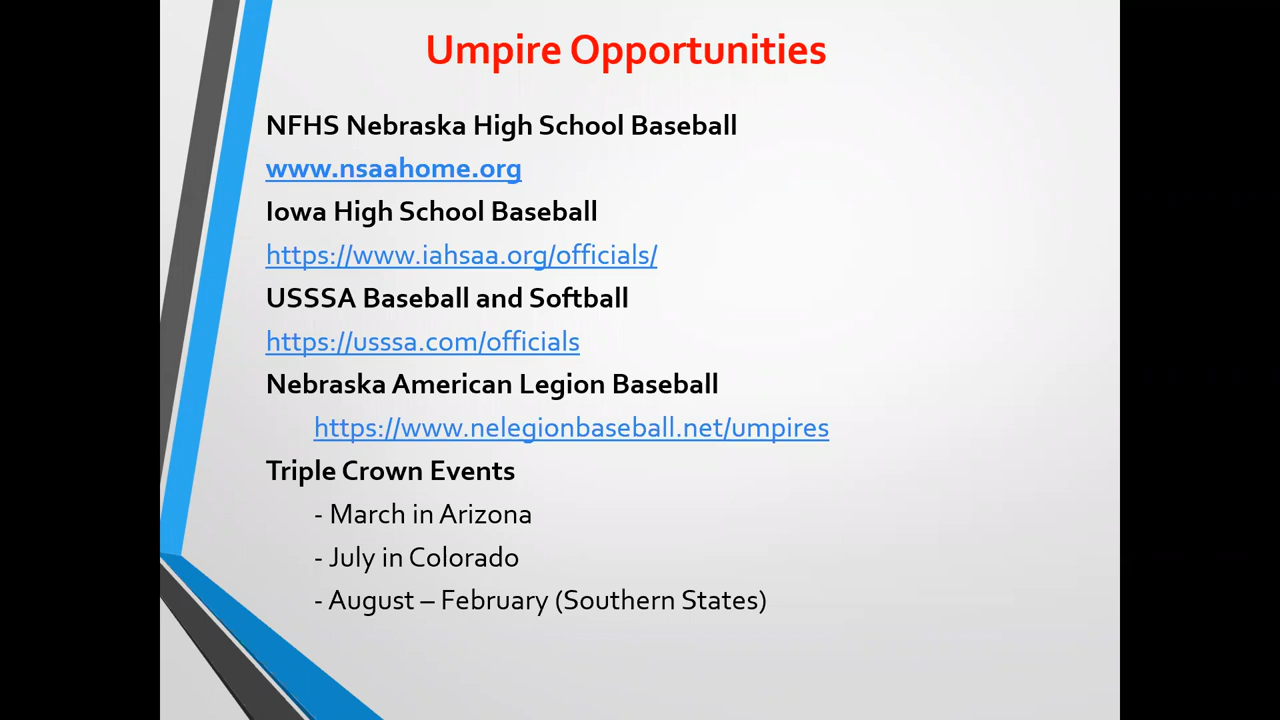 Umpire Opportunities
NFHS Nebraska High School Baseball
www.nsaahome.org
Iowa High School Baseball
https://www.iahsaa.org/officials/
USSSA Baseball and Softball
https://usssa.com/officials
Nebraska American Legion Baseball
https://www.nelegionbaseball.net/umpires
Triple Crown Events
- March in Arizona
- July in Colorado
- August – February (Southern States)